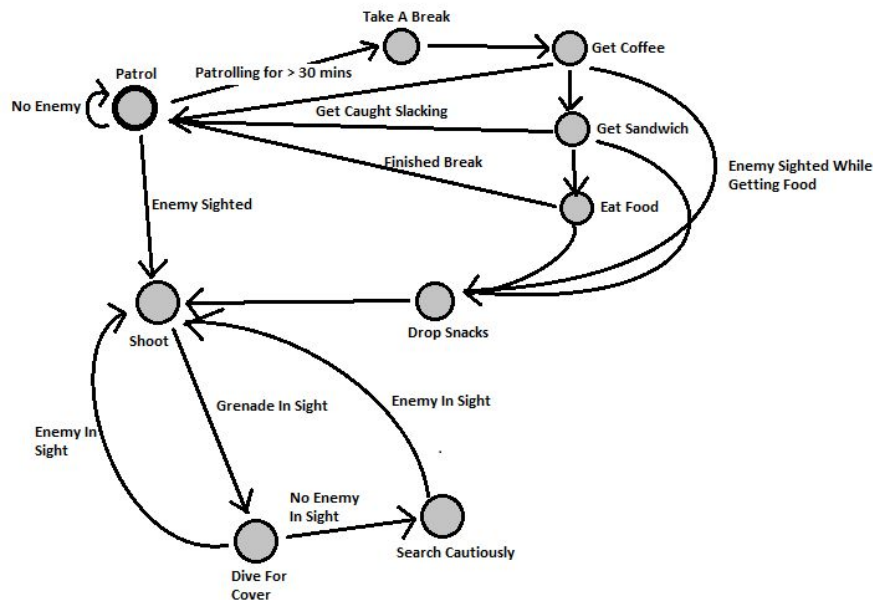 Take A Break
Get Coffee
Patrol
Patrolling for > 30 mins
No Enemy
Get Caught Slacking
Get Sandwich
Finished Break
Enemy Sighted While
Getting Food
Enemy Sighted
Eat Food
Shoot
Drop Snacks
Enemy In
Sight
Grenade In Sight
Enemy In Sight
No Enemy
In Sight
Search Cautiously
Dive For
Cover